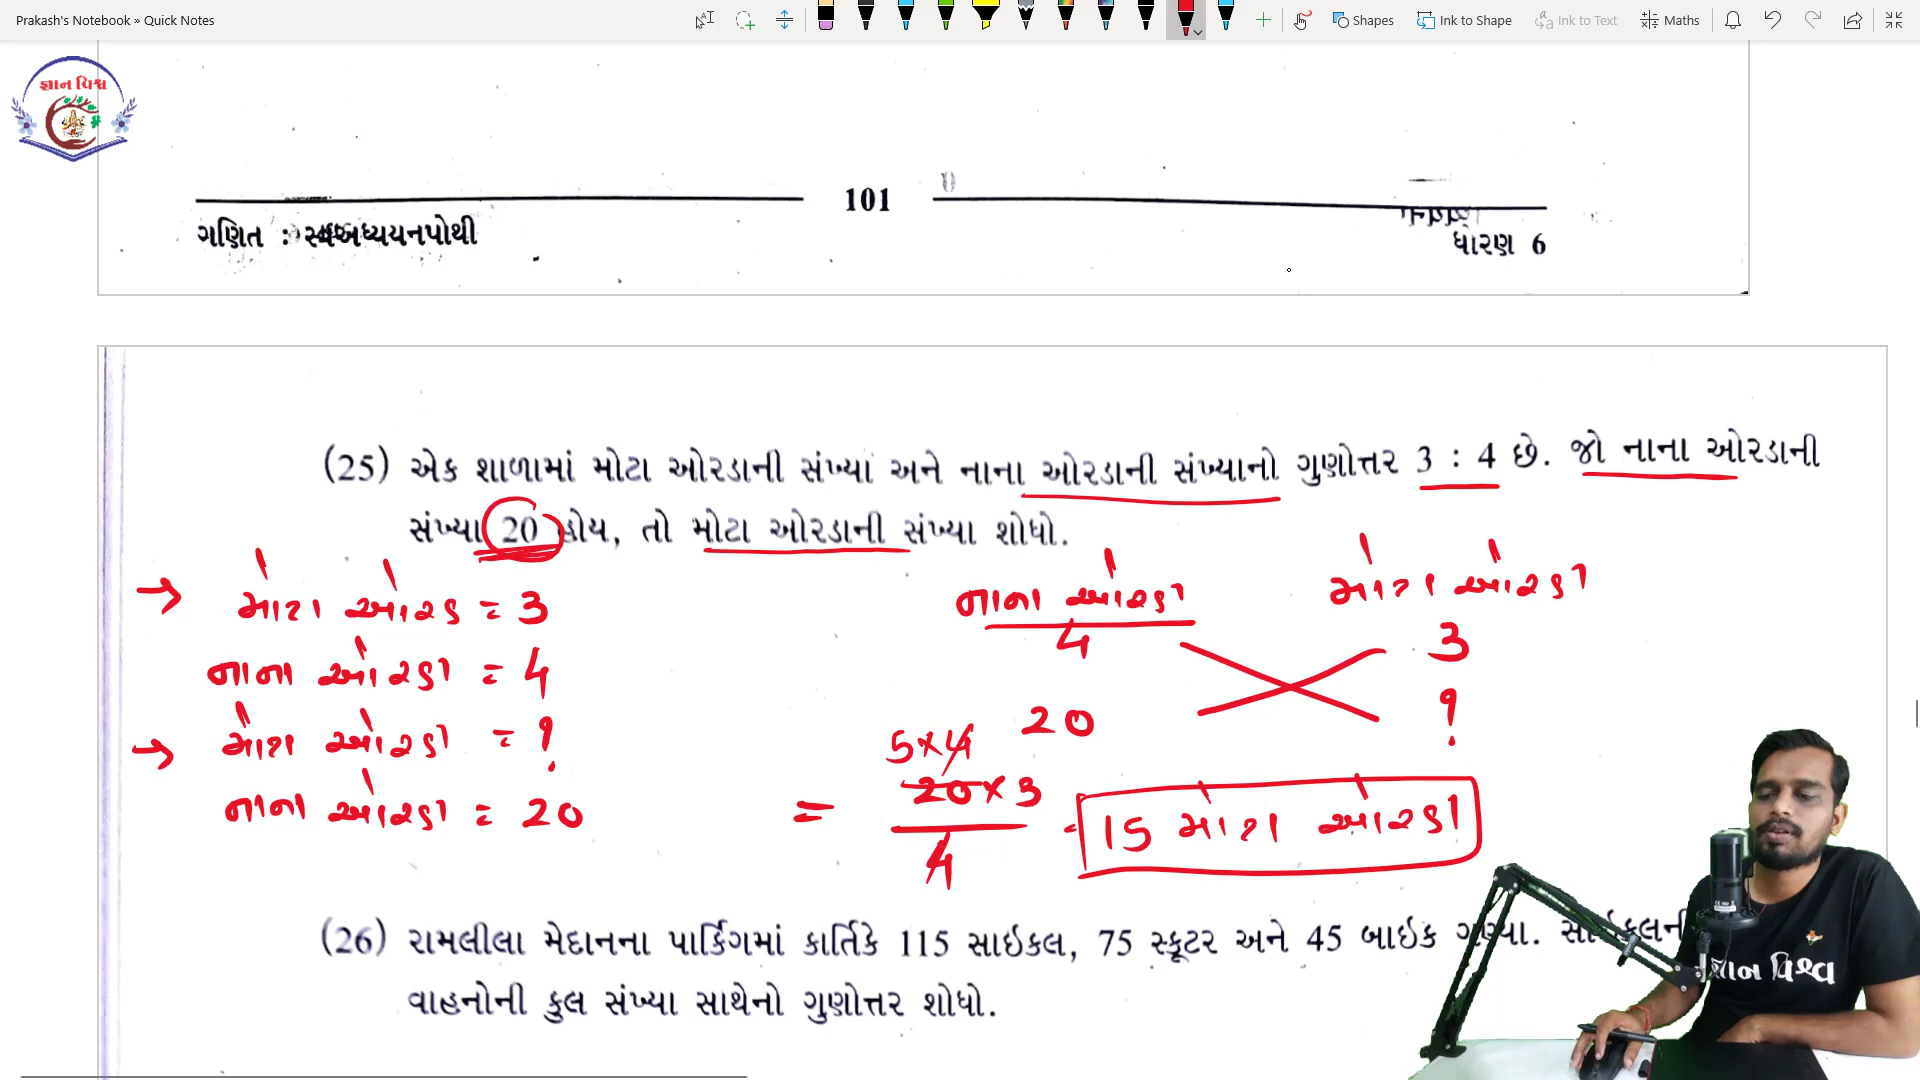 Prakash's Notebook » Quick Notes
Shapes
Ink to Shape
Ink to Text
Maths
જ્ઞાન વિશ્વ
101
ગણિત : સ્વઅધ્યયનપોથી
ધોરણ 6
(25) એક શાળામાં મોટા ઓરડાની સંખ્યા અને નાના ઓરડાની સંખ્યાનો ગુણોત્તર 3 : 4 છે. જો નાના ઓરડાની
સંખ્યા 20 હોય, તો મોટા ઓરડાની સંખ્યા શોધો.
→ મોટા ઓરડા = 3
નાના ઓરડા = 4
→ મોટા ઓરડા = ?
નાના ઓરડા = 20
નાના ઓરડા મોટા ઓરડા
4 3
20 ?
5×4
= 20×3
4
= 15 મોટા ઓરડા
(26) રામલીલા મેદાનના પાર્કિંગમાં કાર્તિકે 115 સાઇકલ, 75 સ્કૂટર અને 45 બાઇક ગણ્યા.
વાહનોની કુલ સંખ્યા સાથેનો ગુણોત્તર શોધો.
જ્ઞાન વિશ્વ